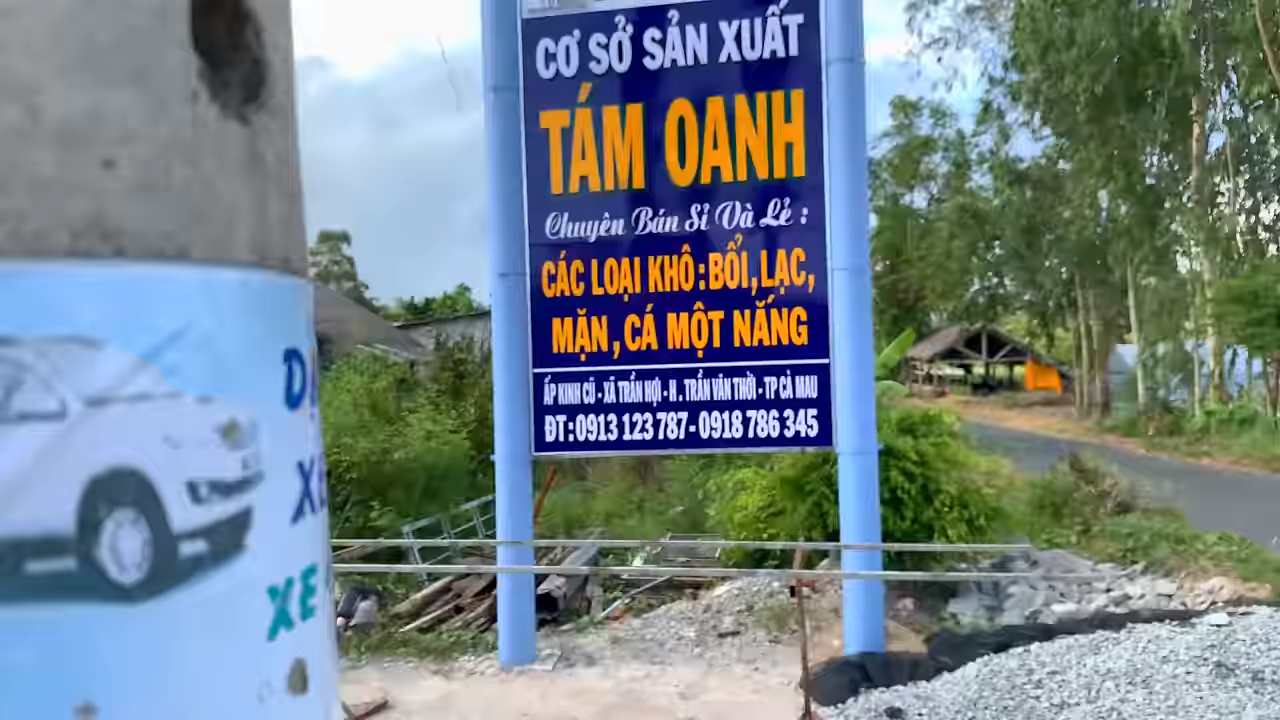 CƠ SỞ SẢN XUẤT
TÁM OANH
Chuyên Bán Sỉ Và Lẻ :
CÁC LOẠI KHÔ : BỔI, LẠC,
MẶN, CÁ MỘT NẮNG
ẤP KINH CŨ - XÃ TRẦN HỢI - H. TRẦN VĂN THỜI - TP CÀ MAU
ĐT : 0913 123 787 - 0918 786 345
XE
XE